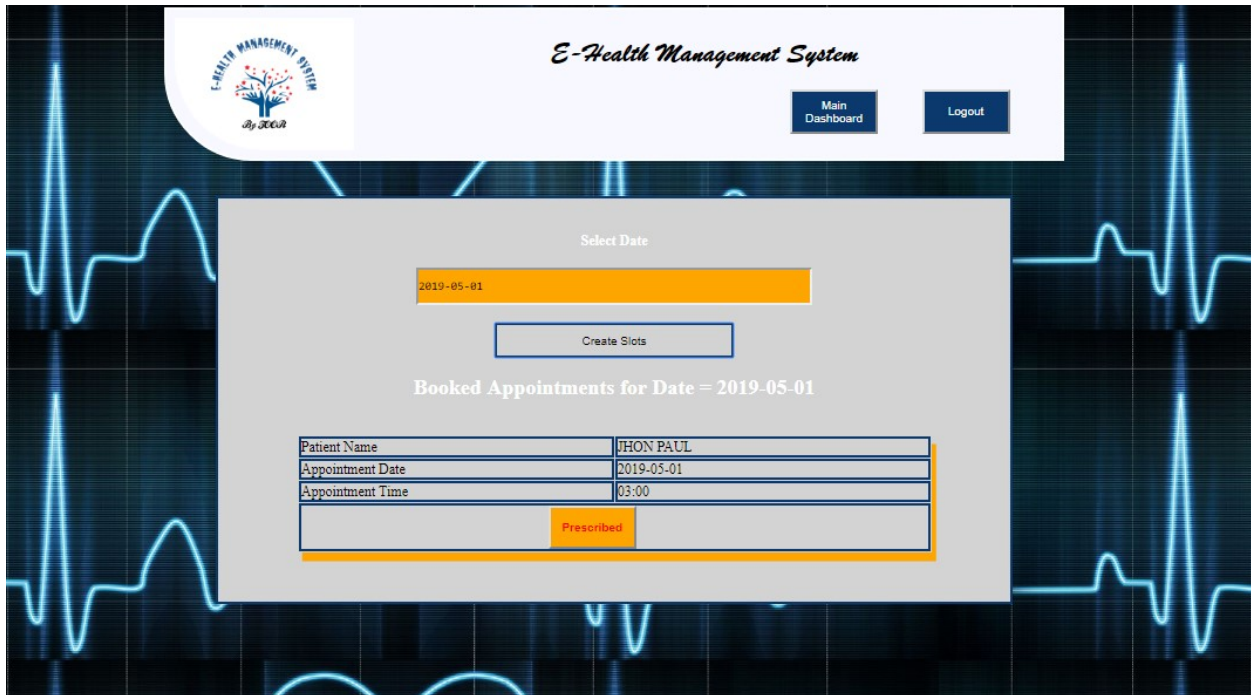 E-HEALTH MANAGEMENT SYSTEM
By
E-Health Management System
Main
Dashboard
Logout
Select Date
2019-05-01
Create Slots
Booked Appointments for Date = 2019-05-01
Patient Name JHON PAUL
Appointment Date 2019-05-01
Appointment Time 03:00
Prescribed